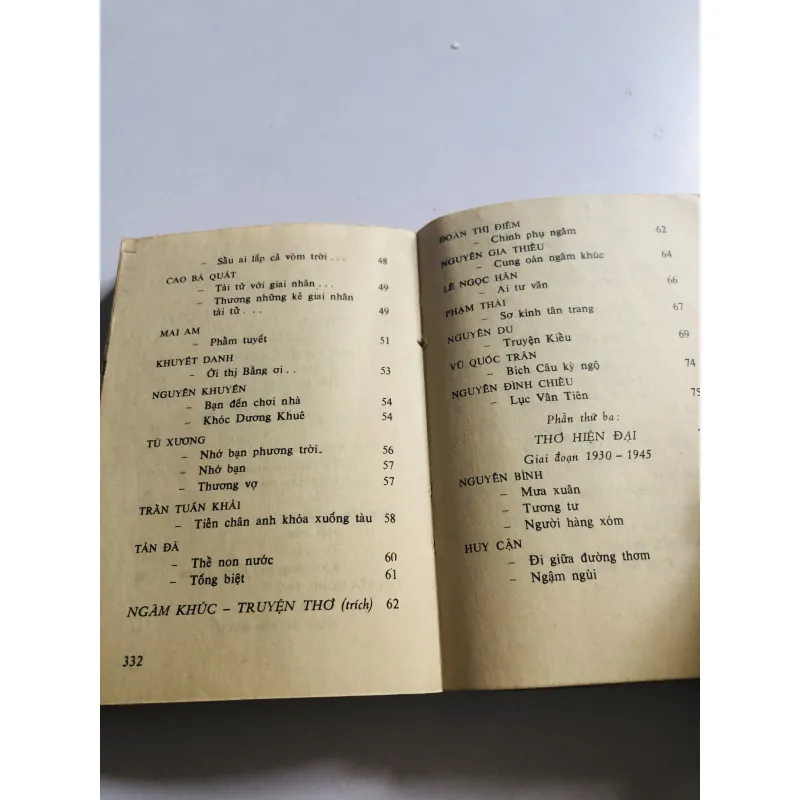 – Sầu ai lấp cả vòm trời . . . 48
CAO BÁ QUÁT
– Tài tử với giai nhân . . . 49
– Thương những kẻ giai nhân
tài tử . . . 49
MAI AM
– Phẩm tuyết 51
KHUYẾT DANH
– Ới thị Bằng ơi . . 53
NGUYỄN KHUYẾN
– Bạn đến chơi nhà 54
– Khóc Dương Khuê 54
TÚ XƯƠNG
– Nhớ bạn phương trời.. 56
– Nhớ bạn 57
– Thương vợ 57
TRẦN TUẤN KHẢI
– Tiễn chân anh khóa xuống tàu 58
TẢN ĐÀ
– Thề non nước 60
– Tống biệt 61
NGÂM KHÚC – TRUYỆN THƠ (trích) 62
332
ĐOÀN THỊ ĐIỂM
– Chinh phụ ngâm 62
NGUYỄN GIA THIỀU
– Cung oán ngâm khúc 64
LÊ NGỌC HÂN
– Ai tư vãn 66
PHẠM THÁI
– Sơ kính tân trang 67
NGUYỄN DU
– Truyện Kiều 69
VŨ QUỐC TRÂN
– Bích Câu kỳ ngộ 74
NGUYỄN ĐÌNH CHIỂU
– Lục Vân Tiên 75
Phần thứ ba:
THƠ HIỆN ĐẠI
Giai đoạn 1930 – 1945
NGUYỄN BÍNH
– Mưa xuân
– Tương tư
– Người hàng xóm
HUY CẬN
– Đi giữa đường thơm
– Ngậm ngùi